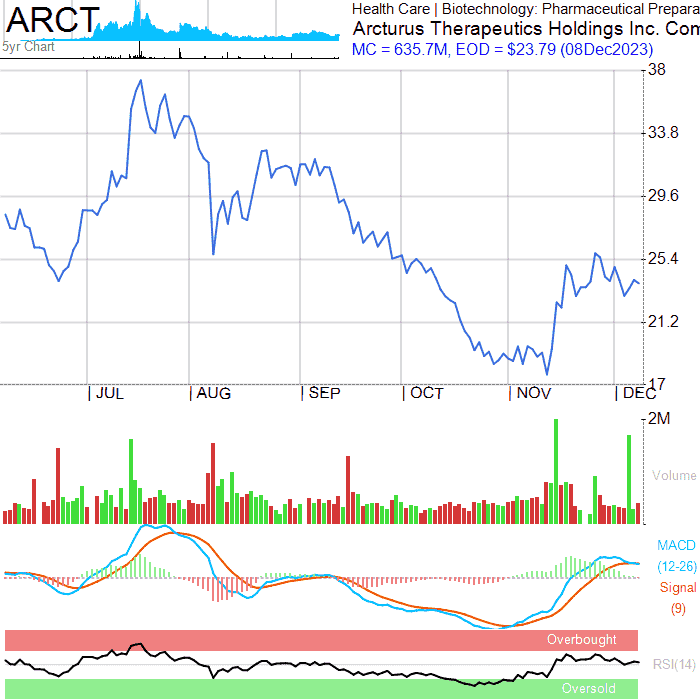 ARCT
5yr Chart
Health Care | Biotechnology: Pharmaceutical Prepara
Arcturus Therapeutics Holdings Inc. Com
MC = 635.7M, EOD = $23.79 (08Dec2023)
38
33.8
29.6
25.4
21.2
17
JUL AUG SEP OCT NOV DEC
2M
Volume
MACD
(12-26)
Signal
(9)
Overbought
RSI(14)
Oversold